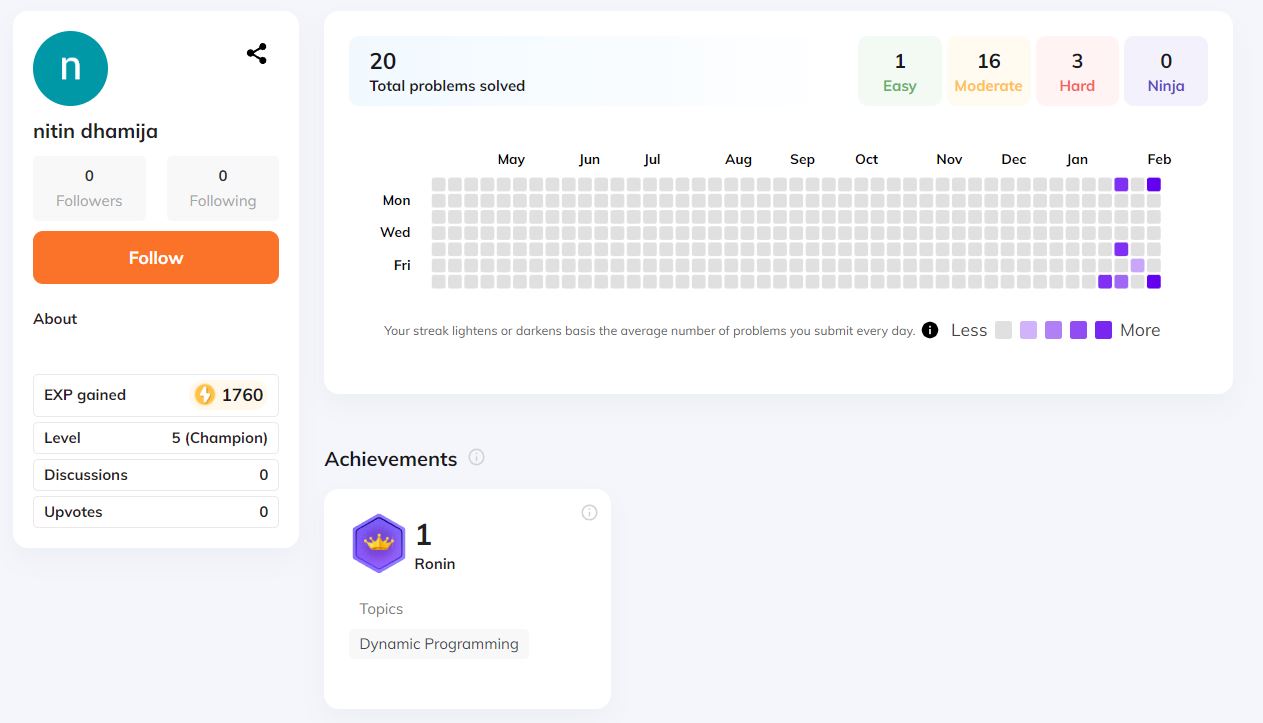 n
nitin dhamija
0 0
Followers Following
Follow
About
EXP gained 1760
Level 5 (Champion)
Discussions 0
Upvotes 0
20
Total problems solved
1 16 3 0
Easy Moderate Hard Ninja
May Jun Jul Aug Sep Oct Nov Dec Jan Feb
Mon
Wed
Fri
Your streak lightens or darkens basis the average number of problems you submit every day. i Less More
Achievements i
i
1
Ronin
Topics
Dynamic Programming